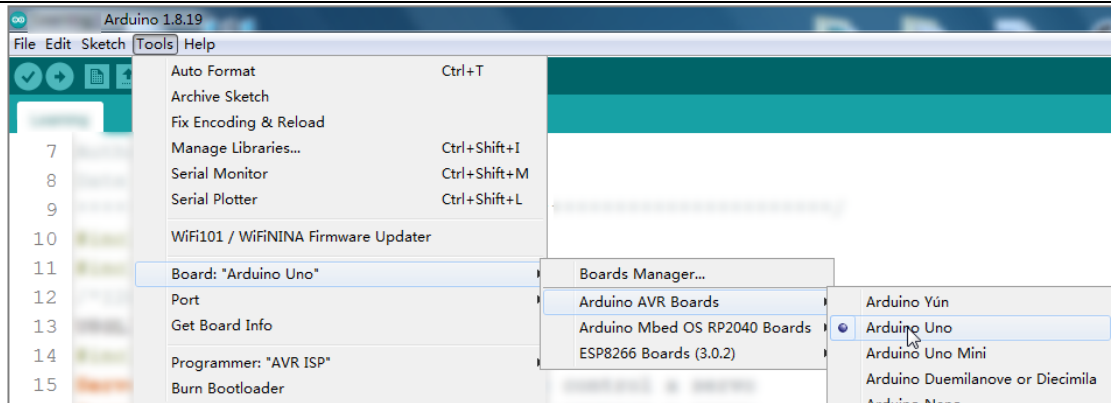 Arduino 1.8.19
File Edit Sketch Tools Help
Auto Format Ctrl+T
Archive Sketch
Fix Encoding & Reload
Manage Libraries... Ctrl+Shift+I
Serial Monitor Ctrl+Shift+M
Serial Plotter Ctrl+Shift+L
WiFi101 / WiFiNINA Firmware Updater
Board: "Arduino Uno"
Port
Get Board Info
Programmer: "AVR ISP"
Burn Bootloader
Boards Manager...
Arduino AVR Boards
Arduino Mbed OS RP2040 Boards
ESP8266 Boards (3.0.2)
Arduino Yún
Arduino Uno
Arduino Uno Mini
Arduino Duemilanove or Diecimila
Arduino Nano
7
8
9
10
11
12
13
14
15
control a servo